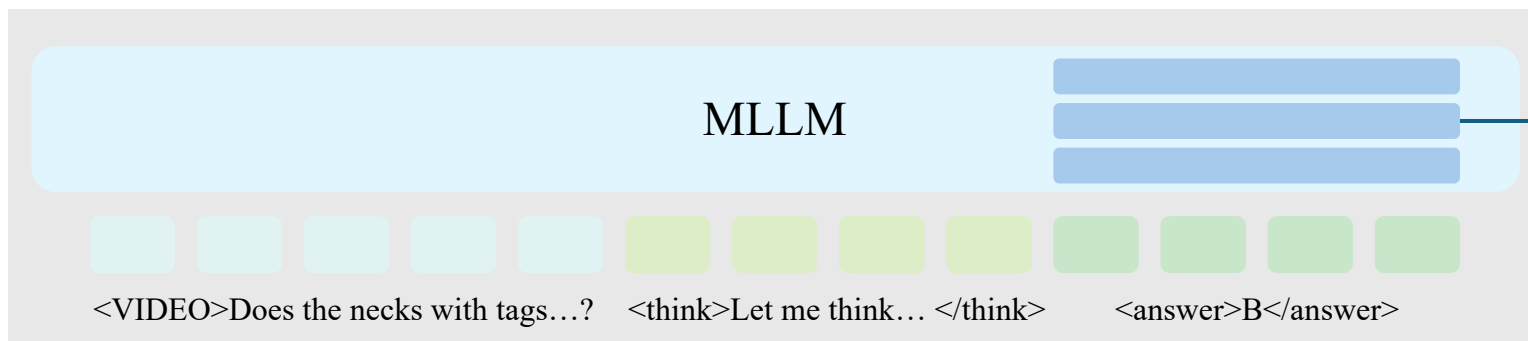 MLLM
<VIDEO>Does the necks with tags…? <think>Let me think… </think> <answer>B</answer>